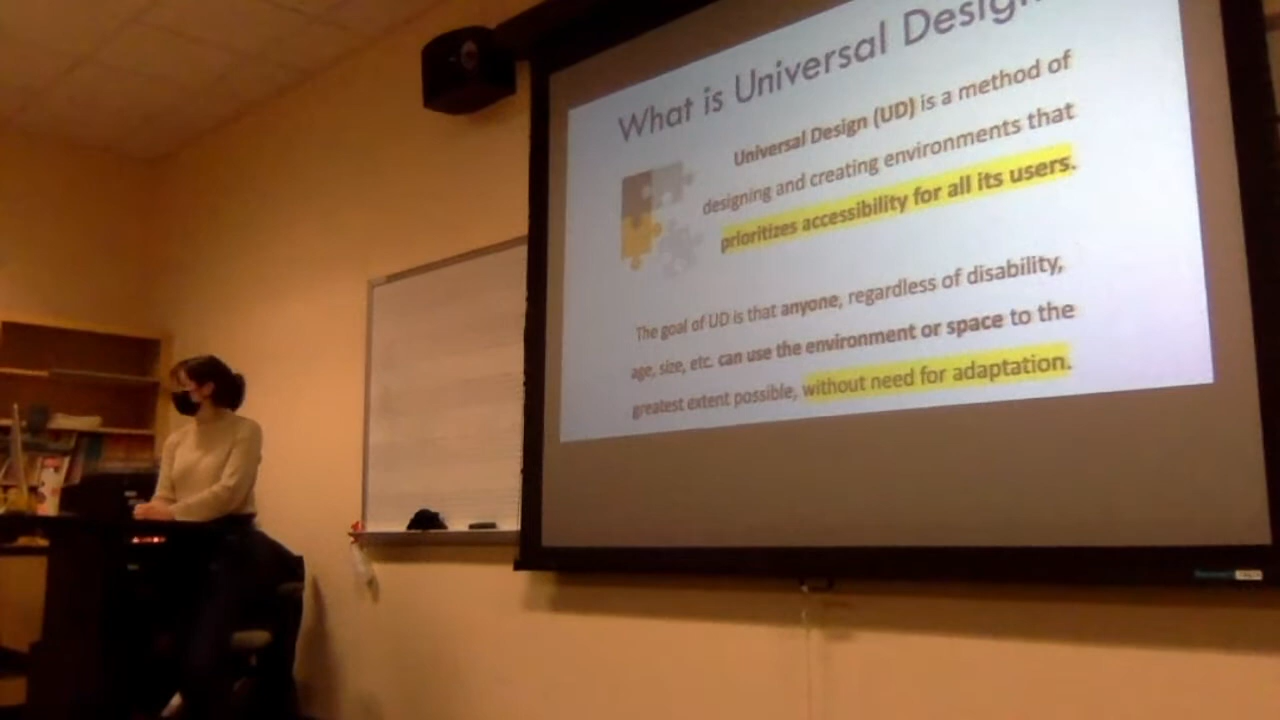 What is Universal Design
Universal Design (UD) is a method of
designing and creating environments that
prioritizes accessibility for all its users.
The goal of UD is that anyone, regardless of disability,
age, size, etc. can use the environment or space to the
greatest extent possible, without need for adaptation.